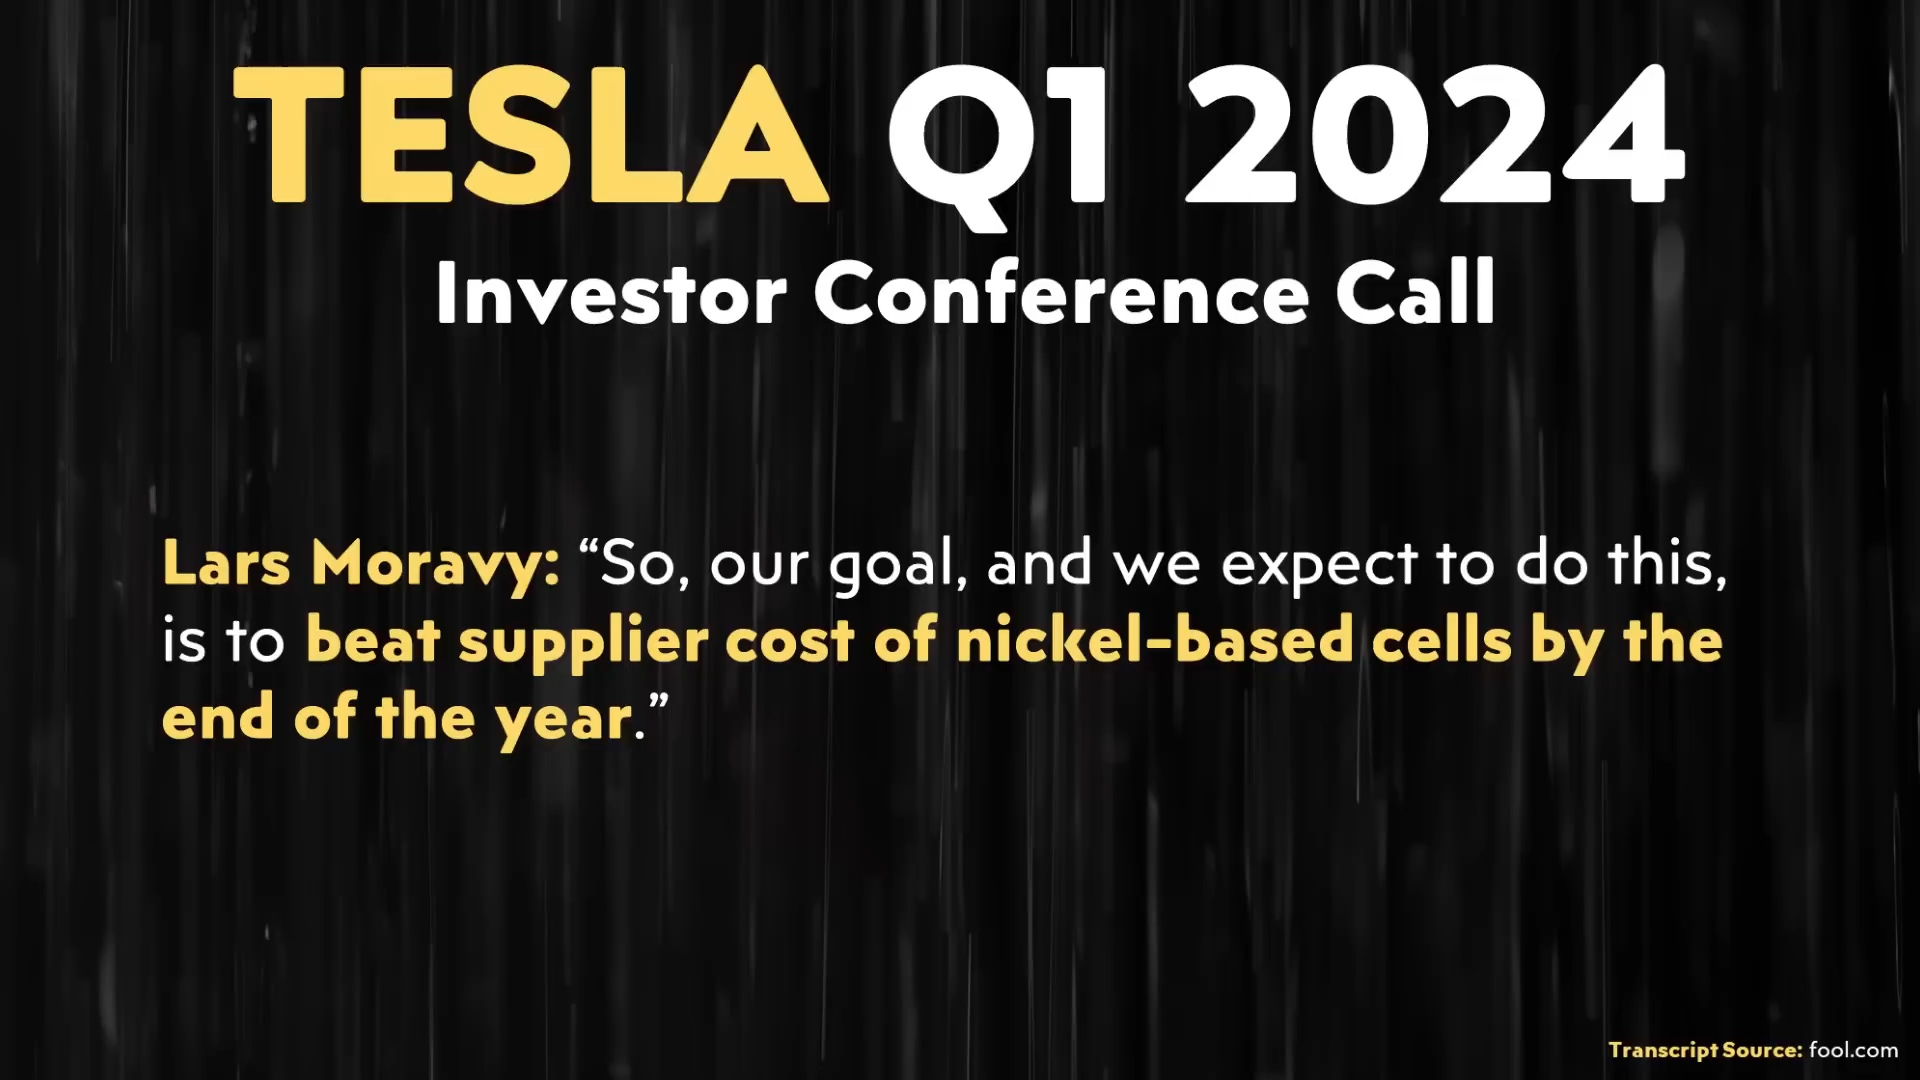 TESLA Q1 2024
Investor Conference Call
Lars Moravy: “So, our goal, and we expect to do this,
is to beat supplier cost of nickel-based cells by the
end of the year.”
Transcript Source: fool.com